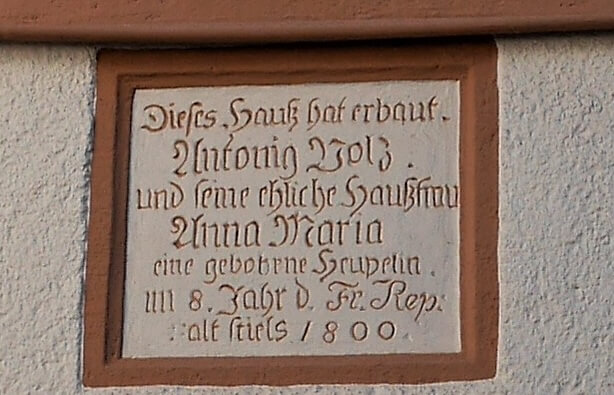 Dieses Hauß hat erbaut.
Antonig Volz.
und seine ehliche Haußfrau
Anna Maria
eine gebohrne Heupelin.
im 8. Jahr d. Fr. Rep:
alt stiels 1800.